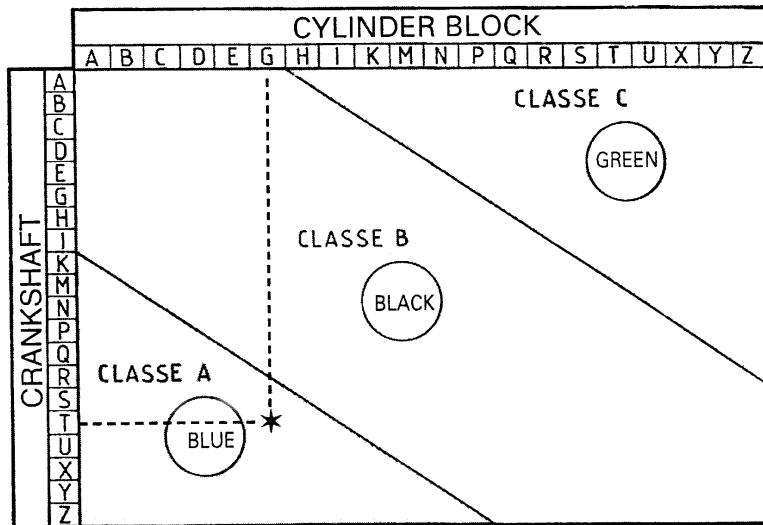 CYLINDER BLOCK
A B C D E G H I K M N P Q R S T U X Y Z
CRANKSHAFT
A
B
C
D
E
G
H
I
K
M
N
P
Q
R
S
T
U
X
Y
Z
CLASSE C
GREEN
CLASSE B
BLACK
CLASSE A
BLUE